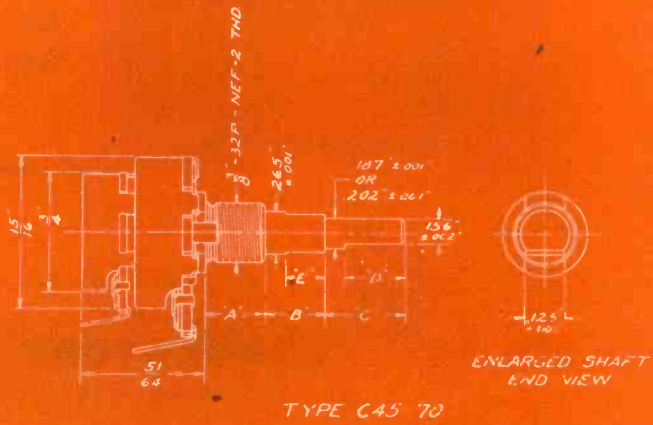 3/8"-32P-NEF-2 THD.
.265"
±.001"
.187" ±.001"
OR
.202" ±.001"
.156"
±.002"
15/16
3/4
"E"
"D"
A
B
C
51/64
.125"
ENLARGED SHAFT
END VIEW
TYPE C45 70